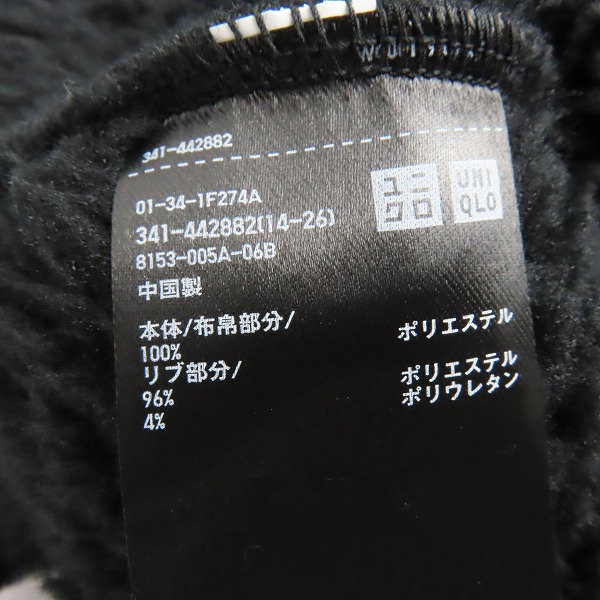 341-442882
01-34-1F274A
341-442882(14-26)
8153-005A-06B
中国製
ユニクロ
UNIQLO
本体/布帛部分/
100% ポリエステル
リブ部分/
96% ポリエステル
4% ポリウレタン